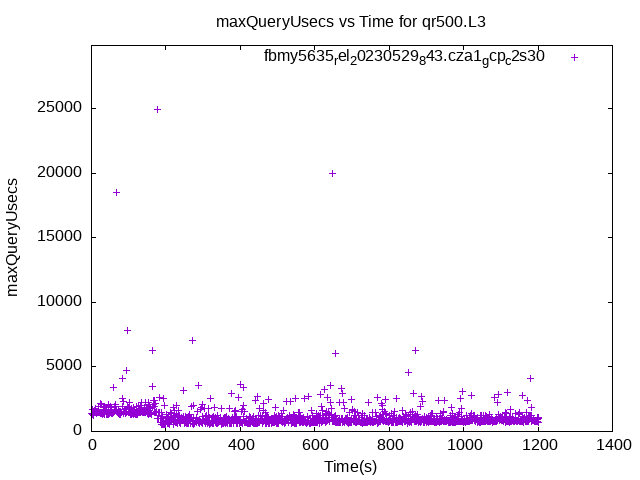 maxQueryUsecs vs Time for qr500.L3
fbmy5635rel20230529843.cza1gcpc2s30
25000
20000
15000
10000
5000
0
maxQueryUsecs
0 200 400 600 800 1000 1200 1400
Time(s)